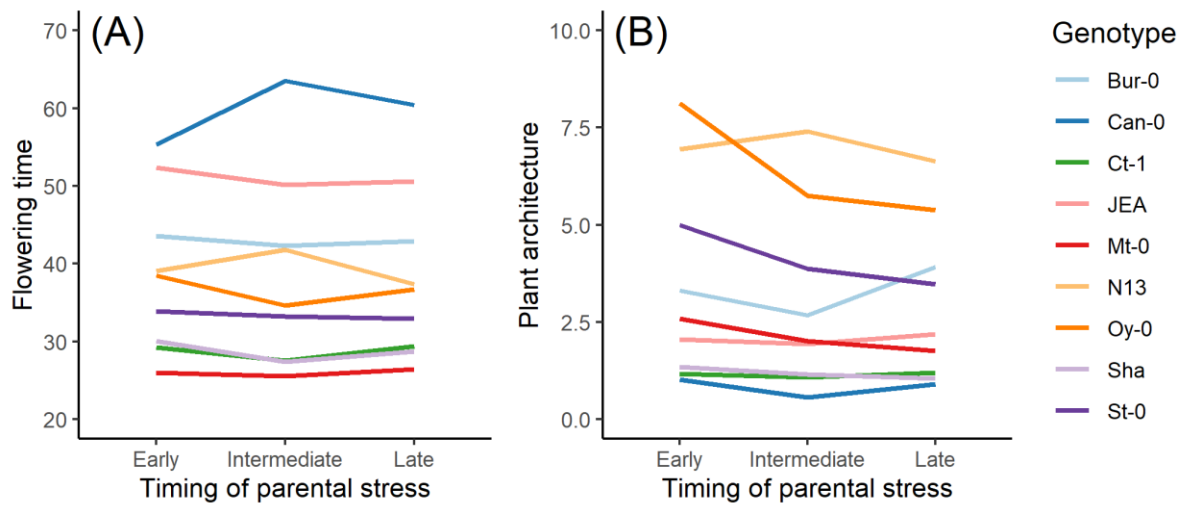 (A)
Flowering time
70
60
50
40
30
20
Early Intermediate Late
Timing of parental stress
(B)
Plant architecture
10.0
7.5
5.0
2.5
0.0
Early Intermediate Late
Timing of parental stress
Genotype
Bur-0
Can-0
Ct-1
JEA
Mt-0
N13
Oy-0
Sha
St-0